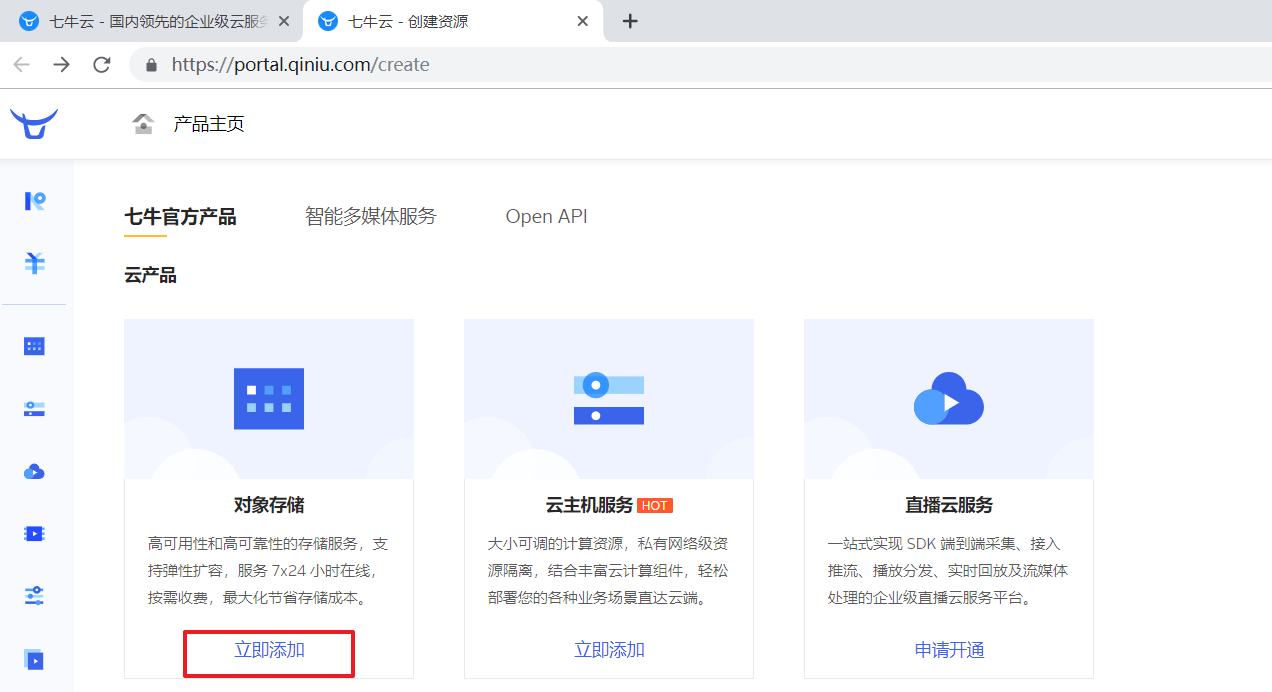 七牛云 - 国内领先的企业级云服务
七牛云 - 创建资源
https://portal.qiniu.com/create
产品主页
七牛官方产品
智能多媒体服务
Open API
云产品
对象存储
高可用性和高可靠性的存储服务，支
持弹性扩容，服务 7x24 小时在线，
按需收费，最大化节省存储成本。
立即添加
云主机服务 HOT
大小可调的计算资源，私有网络级资
源隔离，结合丰富云计算组件，轻松
部署您的各种业务场景直达云端。
立即添加
直播云服务
一站式实现 SDK 端到端采集、接入
推流、播放分发、实时回放及流媒体
处理的企业级直播云服务平台。
申请开通